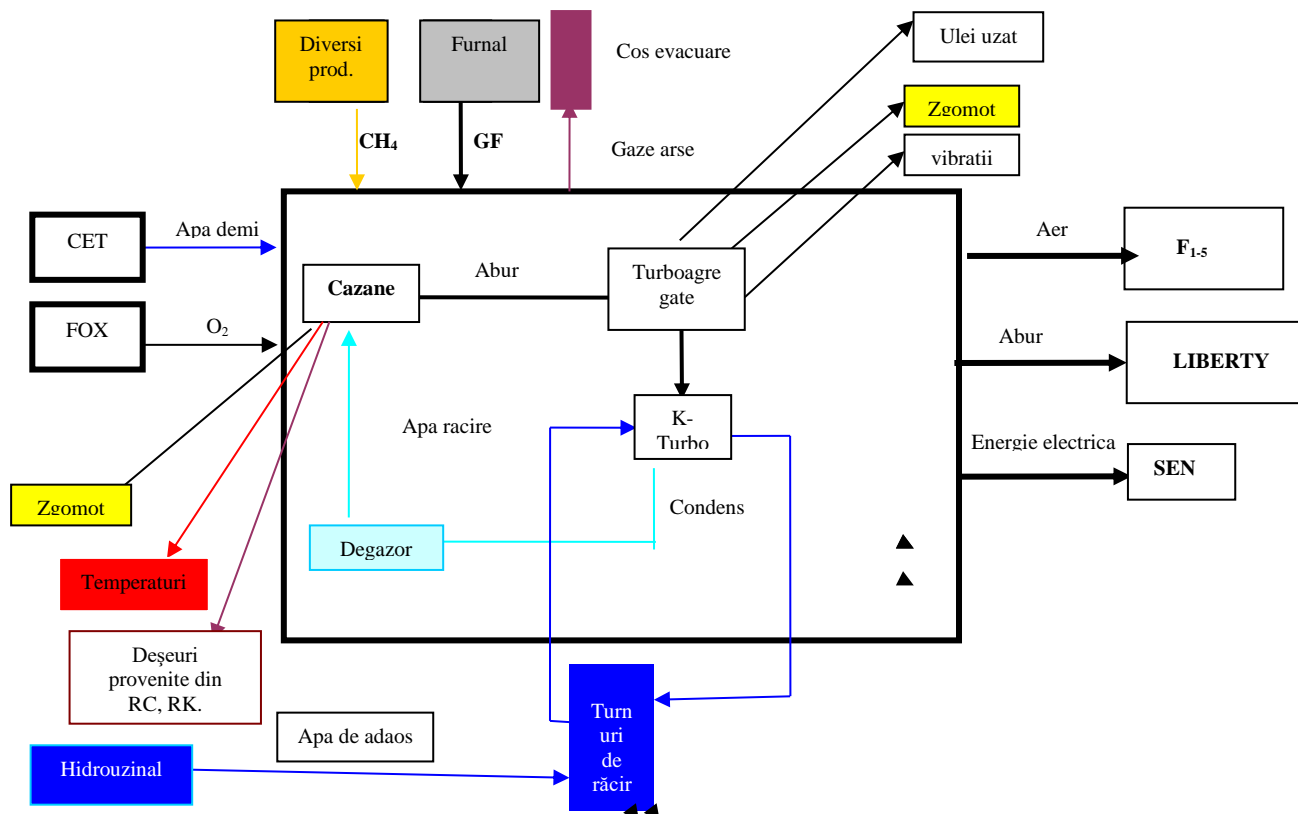 Diversi
prod.
Furnal
Cos evacuare
Ulei uzat
Zgomot
vibratii
CH₄
GF
Gaze arse
CET
Apa demi
FOX
O₂
Cazane
Abur
Turboagre
gate
Aer
F₁₋₅
Abur
LIBERTY
Energie electrica
SEN
Apa racire
K-
Turbo
Condens
Degazor
Zgomot
Temperaturi
Deşeuri
provenite din
RC, RK.
Apa de adaos
Hidrouzinal
Turn
uri
de
răcir